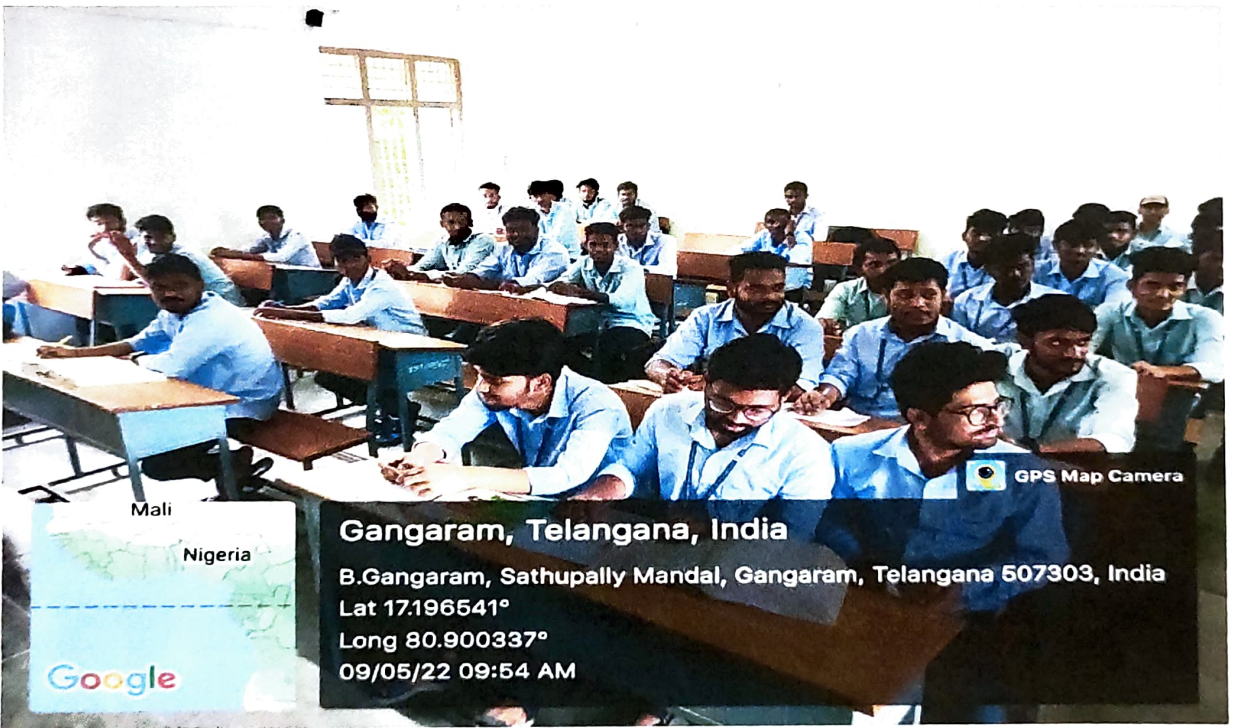 GPS Map Camera
Mali
Nigeria
Google
Gangaram, Telangana, India
B.Gangaram, Sathupally Mandal, Gangaram, Telangana 507303, India
Lat 17.196541°
Long 80.900337°
09/05/22 09:54 AM